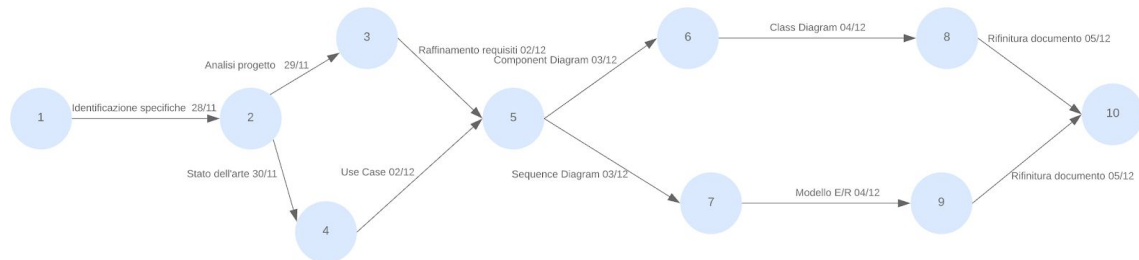 1
Identificazione specifiche 28/11
2
Analisi progetto 29/11
3
Stato dell'arte 30/11
4
Raffinamento requisiti 02/12
Use Case 02/12
5
Component Diagram 03/12
6
Sequence Diagram 03/12
7
Class Diagram 04/12
8
Modello E/R 04/12
9
Rifinitura documento 05/12
Rifinitura documento 05/12
10